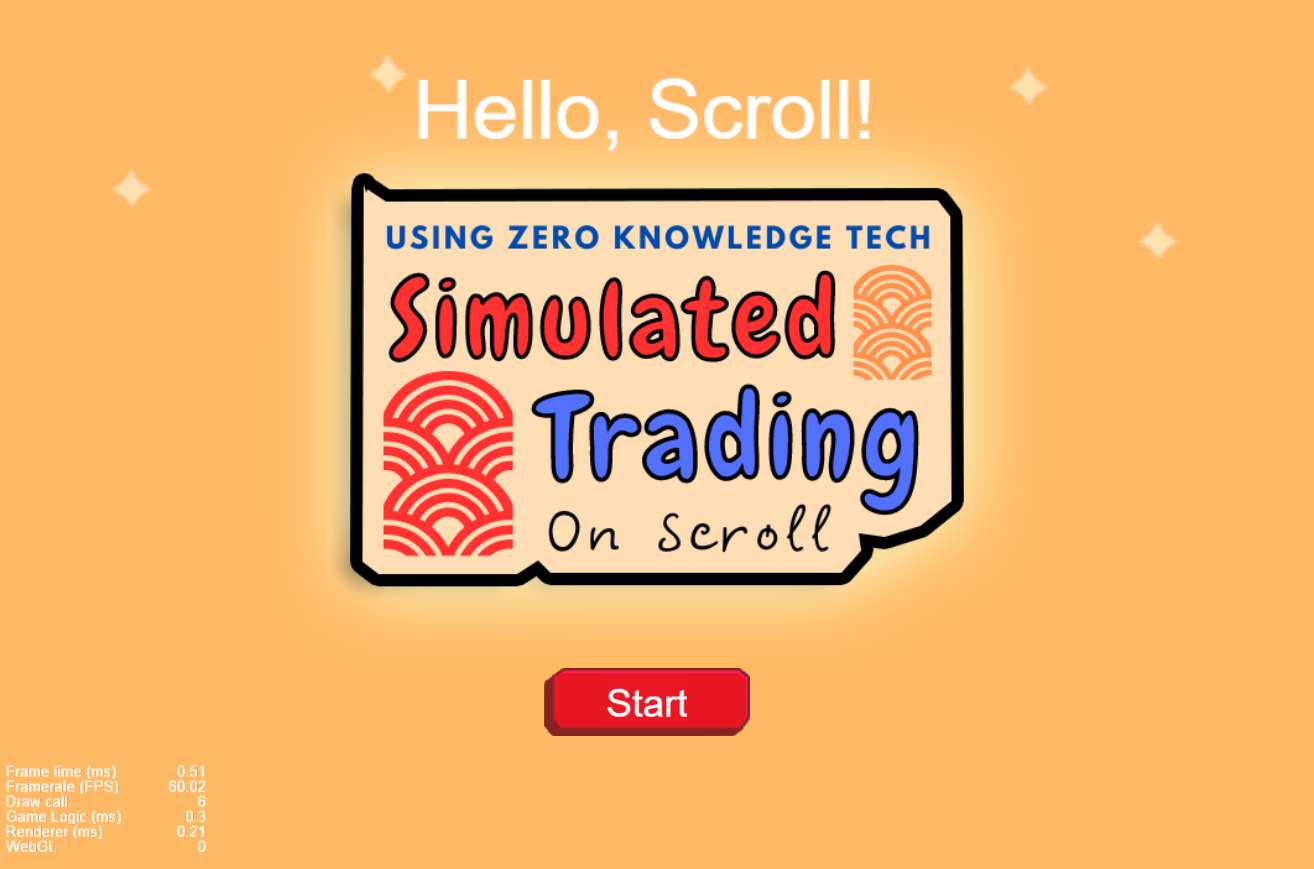 Hello, Scroll!
USING ZERO KNOWLEDGE TECH
Simulated
Trading
On Scroll
Start
Frame time (ms) 0.51
Framerate (FPS) 60.02
Draw call 6
Game Logic (ms) 0.3
Renderer (ms) 0.21
WebGL 0